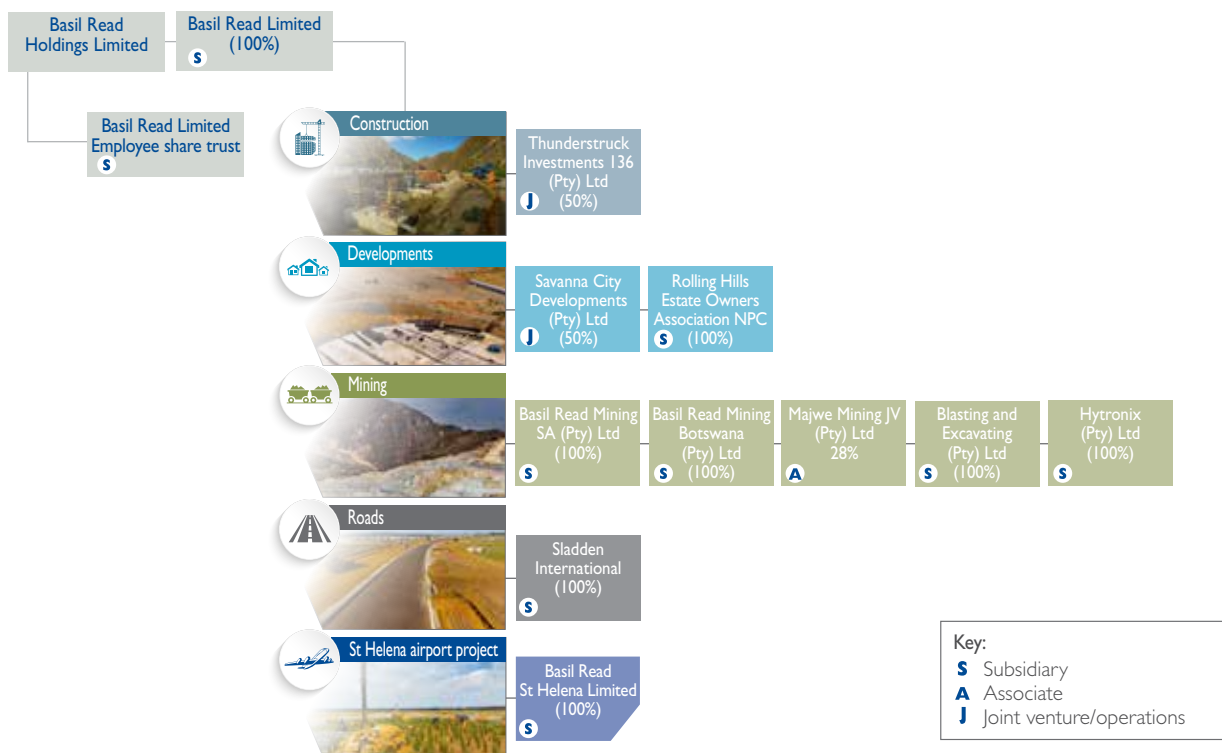 Basil Read
Holdings Limited
Basil Read Limited
(100%)
S
Basil Read Limited
Employee share trust
S
Construction
Thunderstruck
Investments 136
(Pty) Ltd
(50%)
J
Developments
Savanna City
Developments
(Pty) Ltd
(50%)
J
Rolling Hills
Estate Owners
Association NPC
(100%)
S
Mining
Basil Read Mining
SA (Pty) Ltd
(100%)
S
Basil Read Mining
Botswana
(Pty) Ltd
(100%)
S
Majwe Mining JV
(Pty) Ltd
28%
A
Blasting and
Excavating
(Pty) Ltd
(100%)
S
Hytronix
(Pty) Ltd
(100%)
S
Roads
Sladden
International
(100%)
S
St Helena airport project
Basil Read
St Helena Limited
(100%)
S
Key:
S Subsidiary
A Associate
J Joint venture/operations